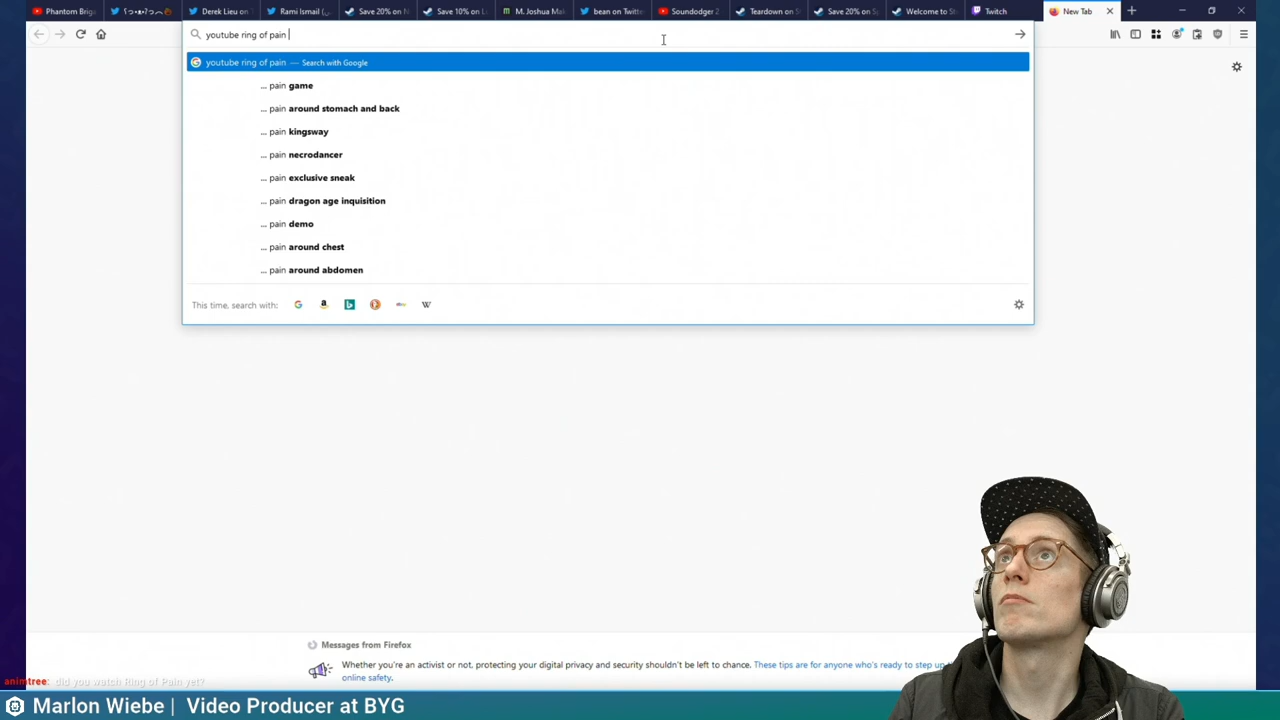 Phantom Briga
Derek Lieu on
Rami Ismail (
Save 20% on
Save 10% on L
M. Joshua Mak
bean on Twitte
Soundodger 2
Teardown on S
Save 20% on S
Welcome to St
Twitch
New Tab
youtube ring of pain
youtube ring of pain — Search with Google
... pain game
... pain around stomach and back
... pain kingsway
... pain necrodancer
... pain exclusive sneak
... pain dragon age inquisition
... pain demo
... pain around chest
... pain around abdomen
This time, search with:
Messages from Firefox
Whether you're an activist or not, protecting your digital privacy and security shouldn't be left to chance. These tips are for anyone who's ready to step up
online safety.
animtree: did you watch Ring of Pain yet?
Marlon Wiebe | Video Producer at BYG